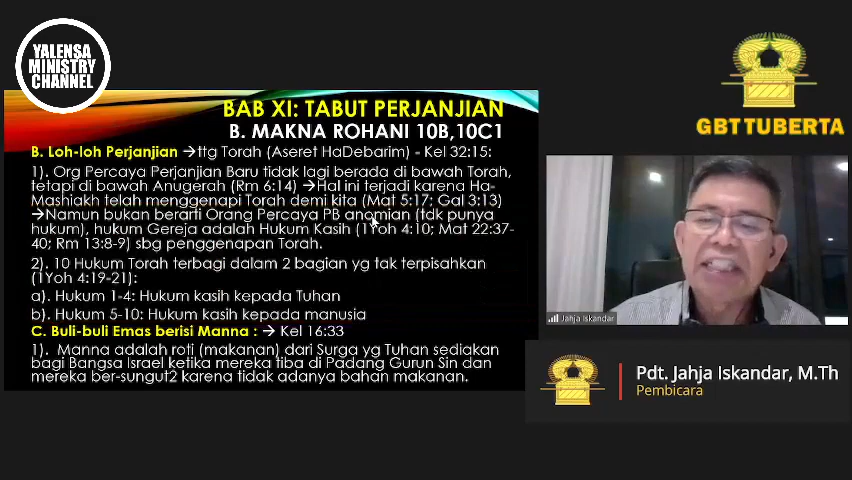 YALENSA
MINISTRY
CHANNEL
BAB XI: TABUT PERJANJIAN
B. MAKNA ROHANI 10B,10C1
B. Loh-loh Perjanjian →ttg Torah (Aseret HaDebarim) - Kel 32:15:
1). Org Percaya Perjanjian Baru tidak lagi berada di bawah Torah,
tetapi di bawah Anugerah (Rm 6:14) →Hal ini terjadi karena Ha-
Mashiakh telah menggenapi Torah demi kita (Mat 5:17; Gal 3:13)
→Namun bukan berarti Orang Percaya PB anomian (tdk punya
hukum), hukum Gereja adalah Hukum Kasih (1Yoh 4:10; Mat 22:37-
40; Rm 13:8-9) sbg penggenapan Torah.
2). 10 Hukum Torah terbagi dalam 2 bagian yg tak terpisahkan
(1Yoh 4:19-21):
a). Hukum 1-4: Hukum kasih kepada Tuhan
b). Hukum 5-10: Hukum kasih kepada manusia
C. Buli-buli Emas berisi Manna : → Kel 16:33
1). Manna adalah roti (makanan) dari Surga yg Tuhan sediakan
bagi Bangsa Israel ketika mereka tiba di Padang Gurun Sin dan
mereka ber-sungut2 karena tidak adanya bahan makanan.
GBT TUBERTA
Jahja Iskandar
Pdt. Jahja Iskandar, M.Th
Pembicara